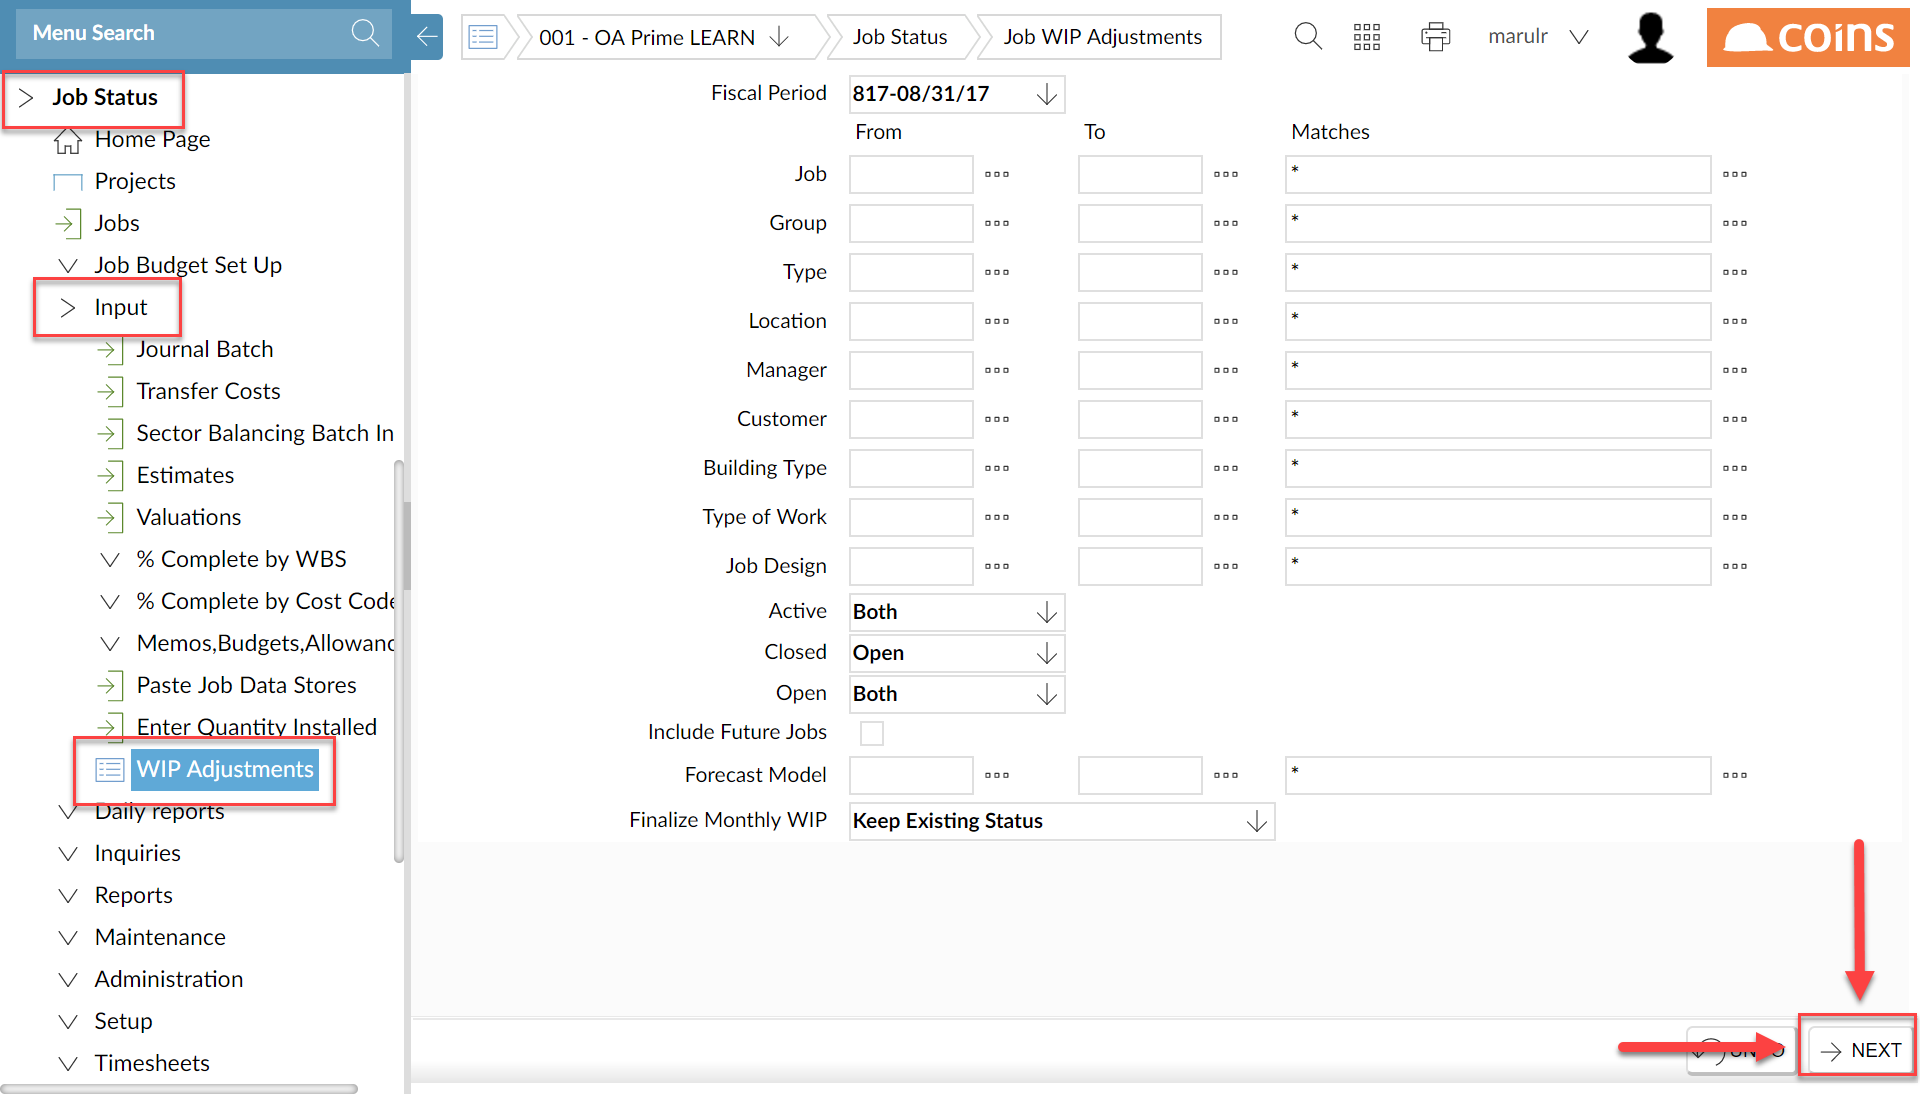 Menu Search
001 - OA Prime LEARN
Job Status
Job WIP Adjustments
marulr
coins
Job Status
Home Page
Projects
Jobs
Job Budget Set Up
Input
Journal Batch
Transfer Costs
Sector Balancing Batch In
Estimates
Valuations
% Complete by WBS
% Complete by Cost Code
Memos,Budgets,Allowanc
Paste Job Data Stores
Enter Quantity Installed
WIP Adjustments
Daily reports
Inquiries
Reports
Maintenance
Administration
Setup
Timesheets
Fiscal Period 817-08/31/17
From To Matches
Job *
Group *
Type *
Location *
Manager *
Customer *
Building Type *
Type of Work *
Job Design *
Active Both
Closed Open
Open Both
Include Future Jobs
Forecast Model *
Finalize Monthly WIP Keep Existing Status
NEXT